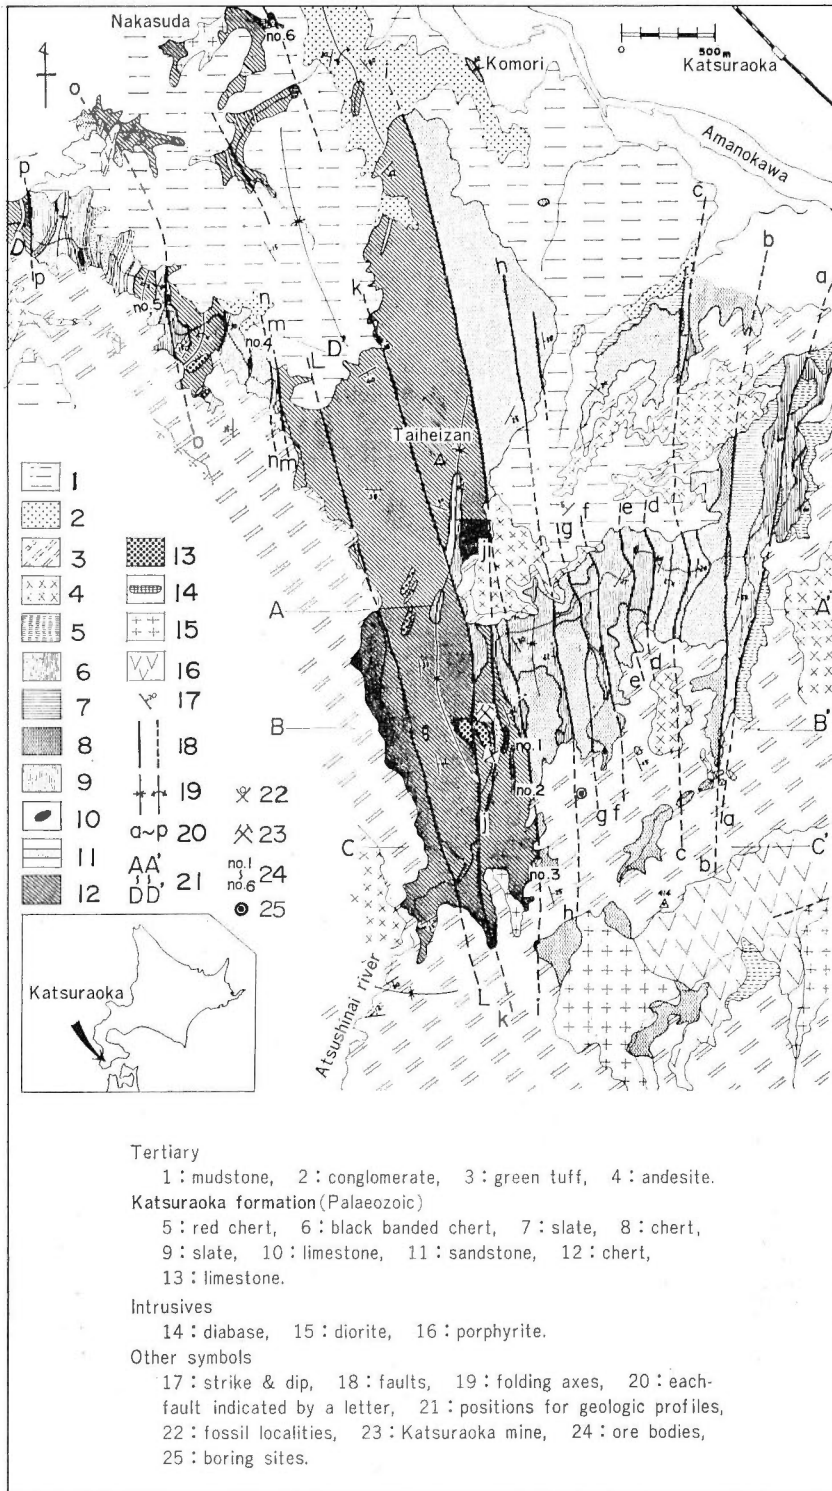 Nakasuda
no.6
Komori
0 500m
Katsuraoka
4
Amanokawa
o
p
D
p
no.5
no.4
n
m
L
D'
k
h
c
b
a
o
n m
Taiheizan
1
2
3
4
5
6
7
8
9
10
11
12
13
14
15
16
17
18
19
a~p 20
AA'
DD' 21
22
23
no.1
no.6 24
25
j
g
f
e
d
A
A'
e
d
B
B'
i
no.1
no.2
g f
a
C
C'
j
c
b
no.3
h
414
L
k
i
Atsushinai river
Katsuraoka
Tertiary
1 : mudstone, 2 : conglomerate, 3 : green tuff, 4 : andesite.
Katsuraoka formation (Palaeozoic)
5 : red chert, 6 : black banded chert, 7 : slate, 8 : chert,
9 : slate, 10 : limestone, 11 : sandstone, 12 : chert,
13 : limestone.
Intrusives
14 : diabase, 15 : diorite, 16 : porphyrite.
Other symbols
17 : strike & dip, 18 : faults, 19 : folding axes, 20 : each-
fault indicated by a letter, 21 : positions for geologic profiles,
22 : fossil localities, 23 : Katsuraoka mine, 24 : ore bodies,
25 : boring sites.